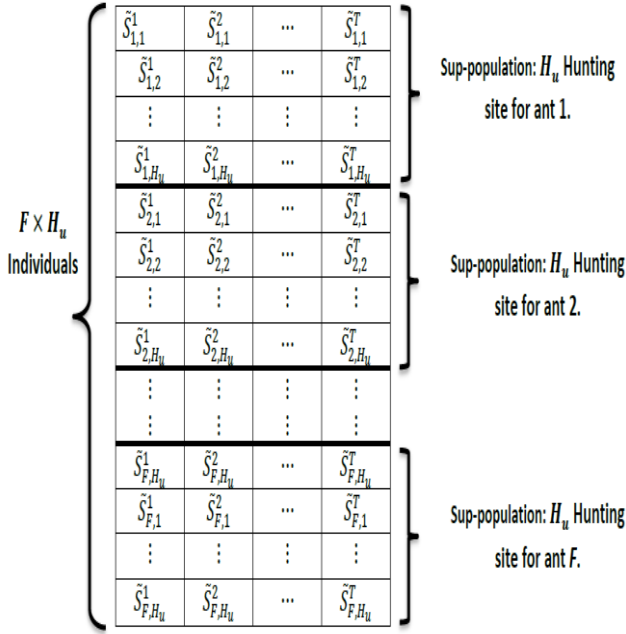 S̃¹₁,₁ S̃²₁,₁ ... S̃ᵀ₁,₁
S̃¹₁,₂ S̃²₁,₂ ... S̃ᵀ₁,₂
⋮ ⋮ ⋮ ⋮
S̃¹₁,Hᵤ S̃²₁,Hᵤ ... S̃ᵀ₁,Hᵤ
Sup-population: Hᵤ Hunting
site for ant 1.
F × Hᵤ
Individuals
S̃¹₂,₁ S̃²₂,₁ ... S̃ᵀ₂,₁
S̃¹₂,₂ S̃²₂,₂ ... S̃ᵀ₂,₂
⋮ ⋮ ⋮ ⋮
S̃¹₂,Hᵤ S̃²₂,Hᵤ ... S̃ᵀ₂,Hᵤ
Sup-population: Hᵤ Hunting
site for ant 2.
⋮ ⋮ ⋮ ⋮
⋮ ⋮ ⋮ ⋮
S̃¹F,Hᵤ S̃²F,Hᵤ ... S̃ᵀF,Hᵤ
S̃¹F,₁ S̃²F,₁ ... S̃ᵀF,₁
⋮ ⋮ ⋮ ⋮
S̃¹F,Hᵤ S̃²F,Hᵤ ... S̃ᵀF,Hᵤ
Sup-population: Hᵤ Hunting
site for ant F.